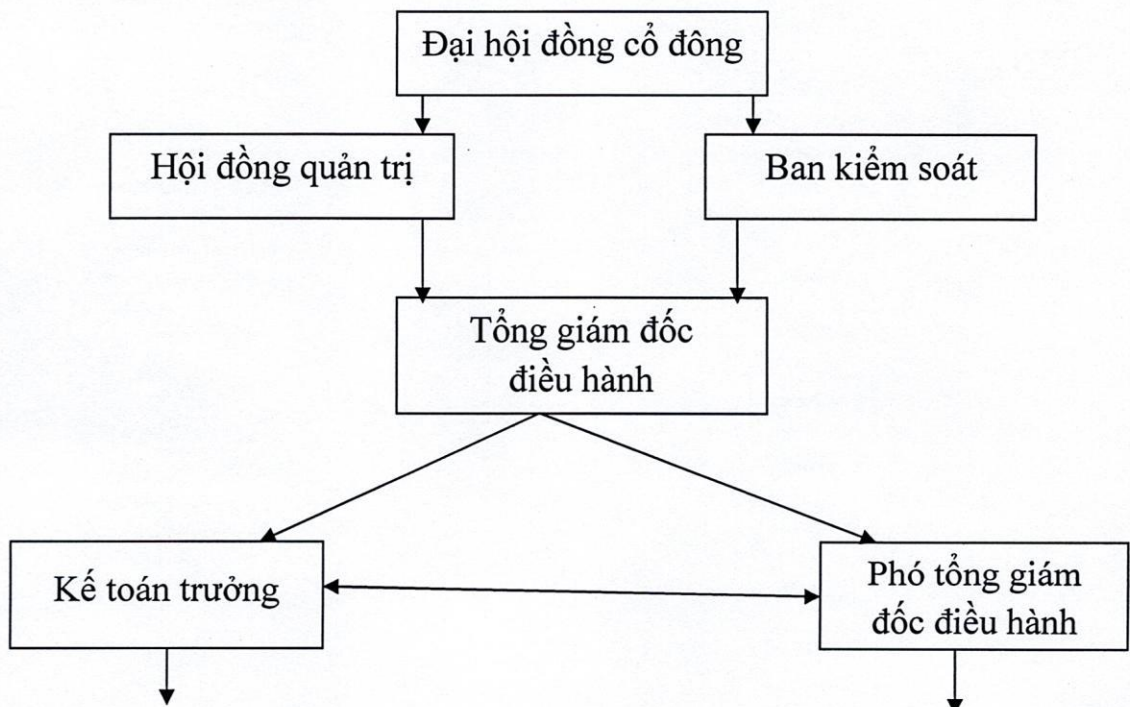 Đại hội đồng cổ đông
Hội đồng quản trị
Ban kiểm soát
Tổng giám đốc
điều hành
Kế toán trưởng
Phó tổng giám
đốc điều hành